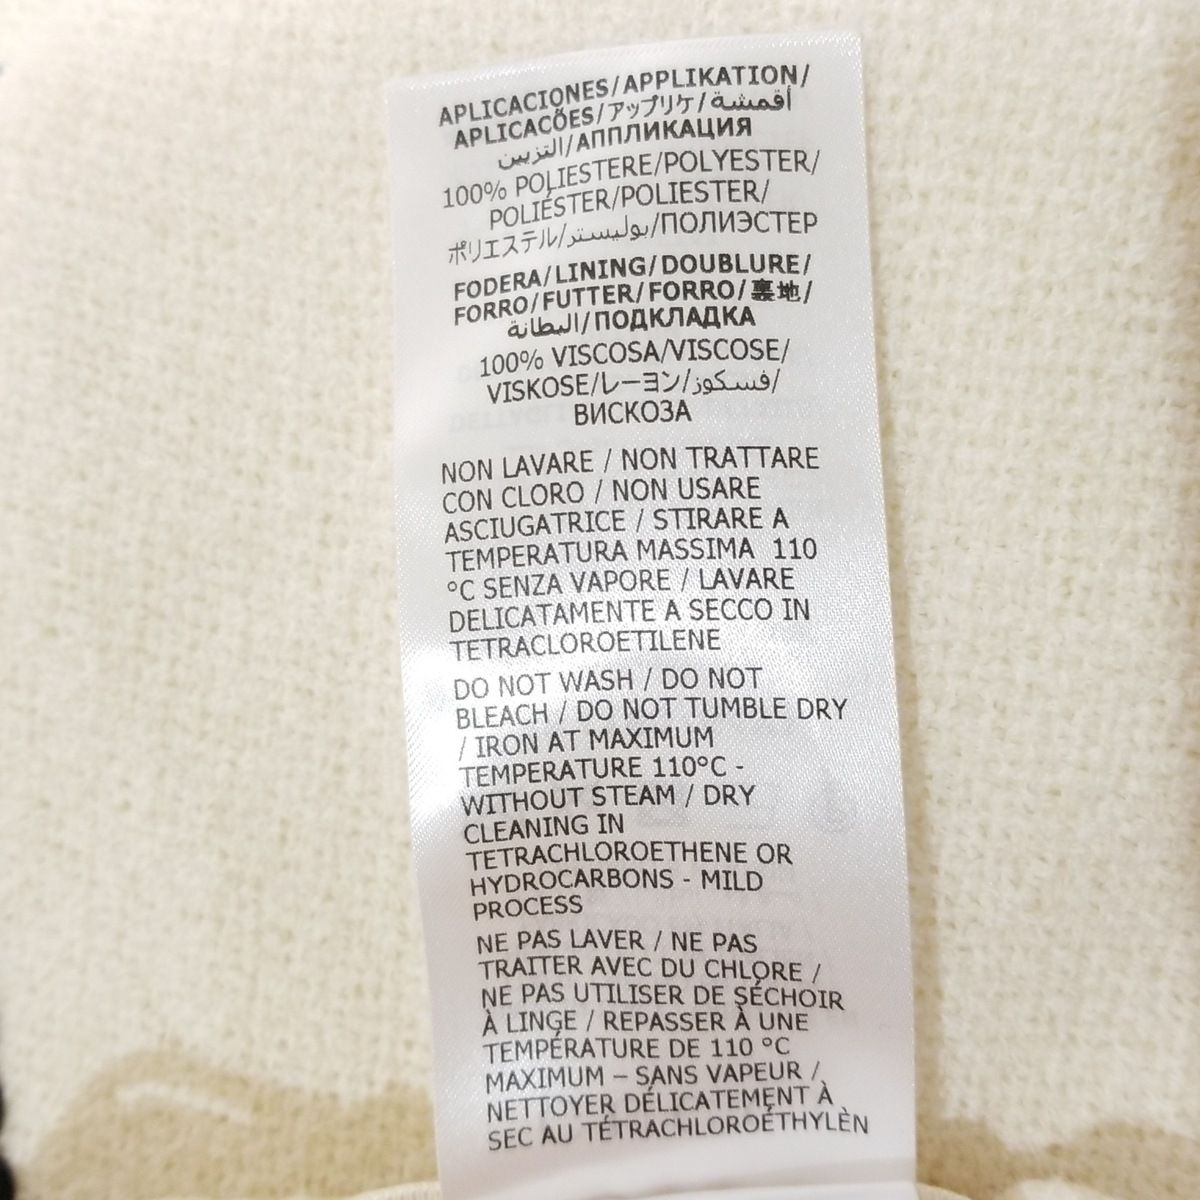 APLICACIONES/APPLIKATION/
APLICACÕES/アップリケ/أقمشة
التزيين/АППЛИКАЦИЯ
100% POLIESTERE/POLYESTER/
POLIÉSTER/POLIESTER/
ポリエステル/بوليستر/ПОЛИЭСТЕР
FODERA/LINING/DOUBLURE/
FORRO/FUTTER/FORRO/裏地/
البطانة/ПОДКЛАДКА
100% VISCOSA/VISCOSE/
VISKOSE/レーヨン/فسكوز/
ВИСКОЗА
NON LAVARE / NON TRATTARE
CON CLORO / NON USARE
ASCIUGATRICE / STIRARE A
TEMPERATURA MASSIMA 110
°C SENZA VAPORE / LAVARE
DELICATAMENTE A SECCO IN
TETRACLOROETILENE
DO NOT WASH / DO NOT
BLEACH / DO NOT TUMBLE DRY
/ IRON AT MAXIMUM
TEMPERATURE 110°C -
WITHOUT STEAM / DRY
CLEANING IN
TETRACHLOROETHENE OR
HYDROCARBONS - MILD
PROCESS
NE PAS LAVER / NE PAS
TRAITER AVEC DU CHLORE /
NE PAS UTILISER DE SÉCHOIR
À LINGE / REPASSER À UNE
TEMPÉRATURE DE 110 °C
MAXIMUM – SANS VAPEUR /
NETTOYER DÉLICATEMENT À
SEC AU TÉTRACHLOROÉTHYLÈN